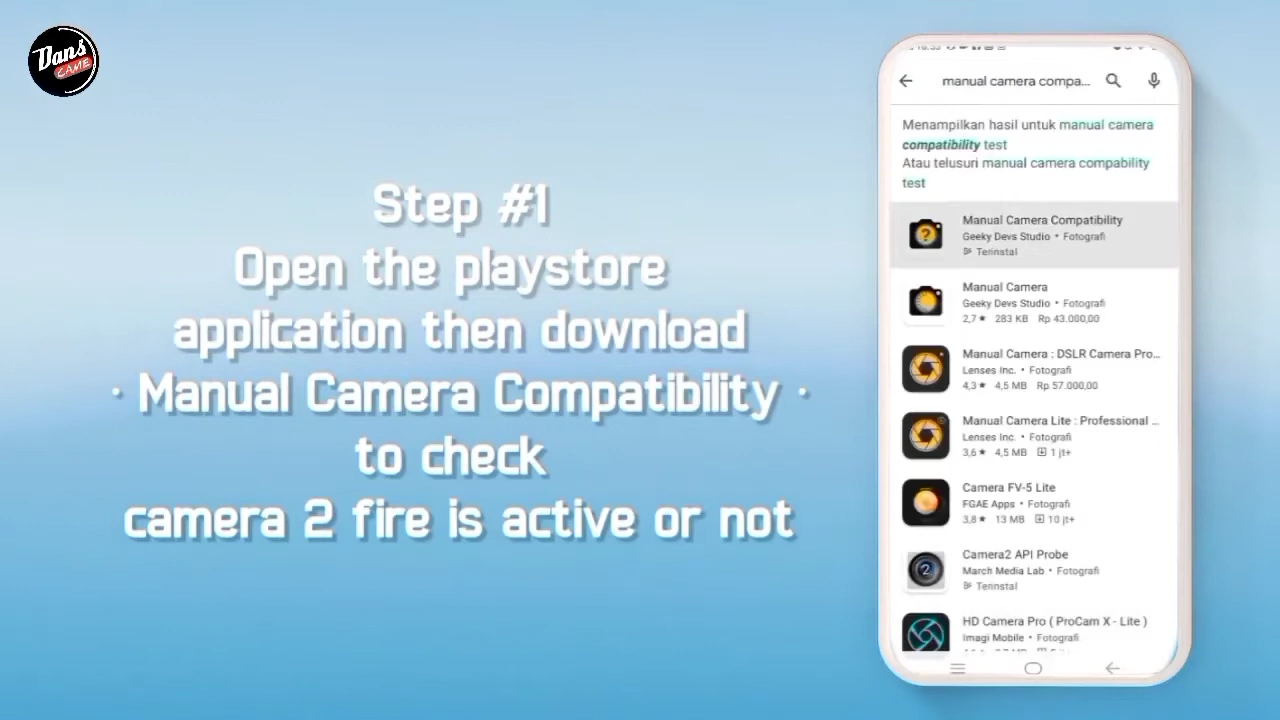 Dans
GAME
Step #1
Open the playstore
application then download
· Manual Camera Compatibility ·
to check
camera 2 fire is active or not
manual camera compa...
Menampilkan hasil untuk manual camera
compatibility test
Atau telusuri manual camera compability
test
Manual Camera Compatibility
Geeky Devs Studio • Fotografi
Terinstal
Manual Camera
Geeky Devs Studio • Fotografi
2,7★ 283 KB Rp 43.000,00
Manual Camera : DSLR Camera Pro...
Lenses Inc. • Fotografi
4,3★ 4,5 MB Rp 57.000,00
Manual Camera Lite : Professional ...
Lenses Inc. • Fotografi
3,6★ 4,5 MB 1 jt+
Camera FV-5 Lite
FGAE Apps • Fotografi
3,8★ 13 MB 10 jt+
Camera2 API Probe
March Media Lab • Fotografi
Terinstal
HD Camera Pro ( ProCam X - Lite )
Imagi Mobile • Fotografi